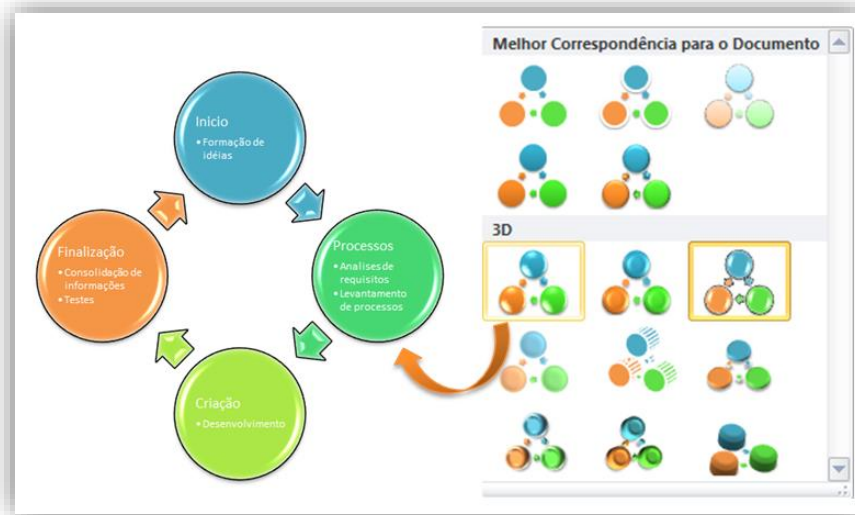 Melhor Correspondência para o Documento
Inicio
•Formação de
idéias
Processos
•Analises de
requisitos
•Levantamento
de processos
Criação
•Desenvolvimento
Finalização
•Consolidação de
informações
•Testes
3D